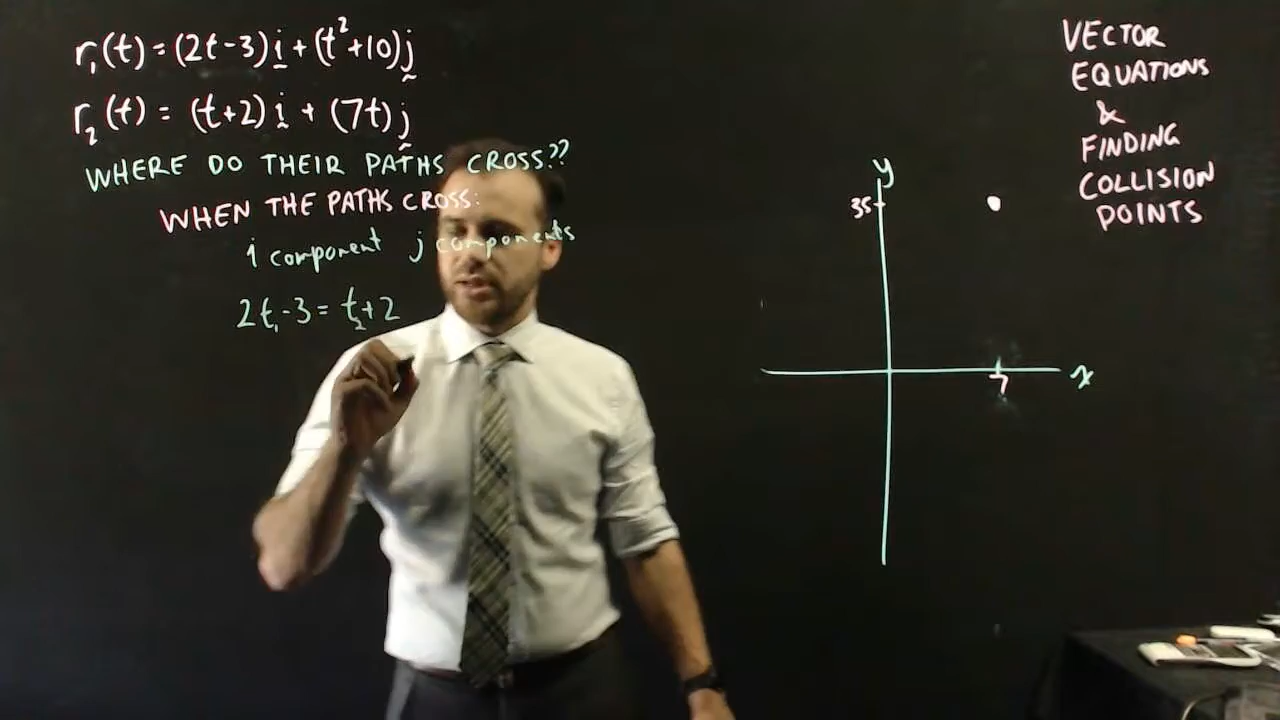 r₁(t) = (2t-3)i + (t²+10)j
r₂(t) = (t+2)i + (7t)j
WHERE DO THEIR PATHS CROSS??
WHEN THE PATHS CROSS:
i component j components
2t₁-3 = t₂+2
VECTOR
EQUATIONS
&
FINDING
COLLISION
POINTS
y
35
7
x